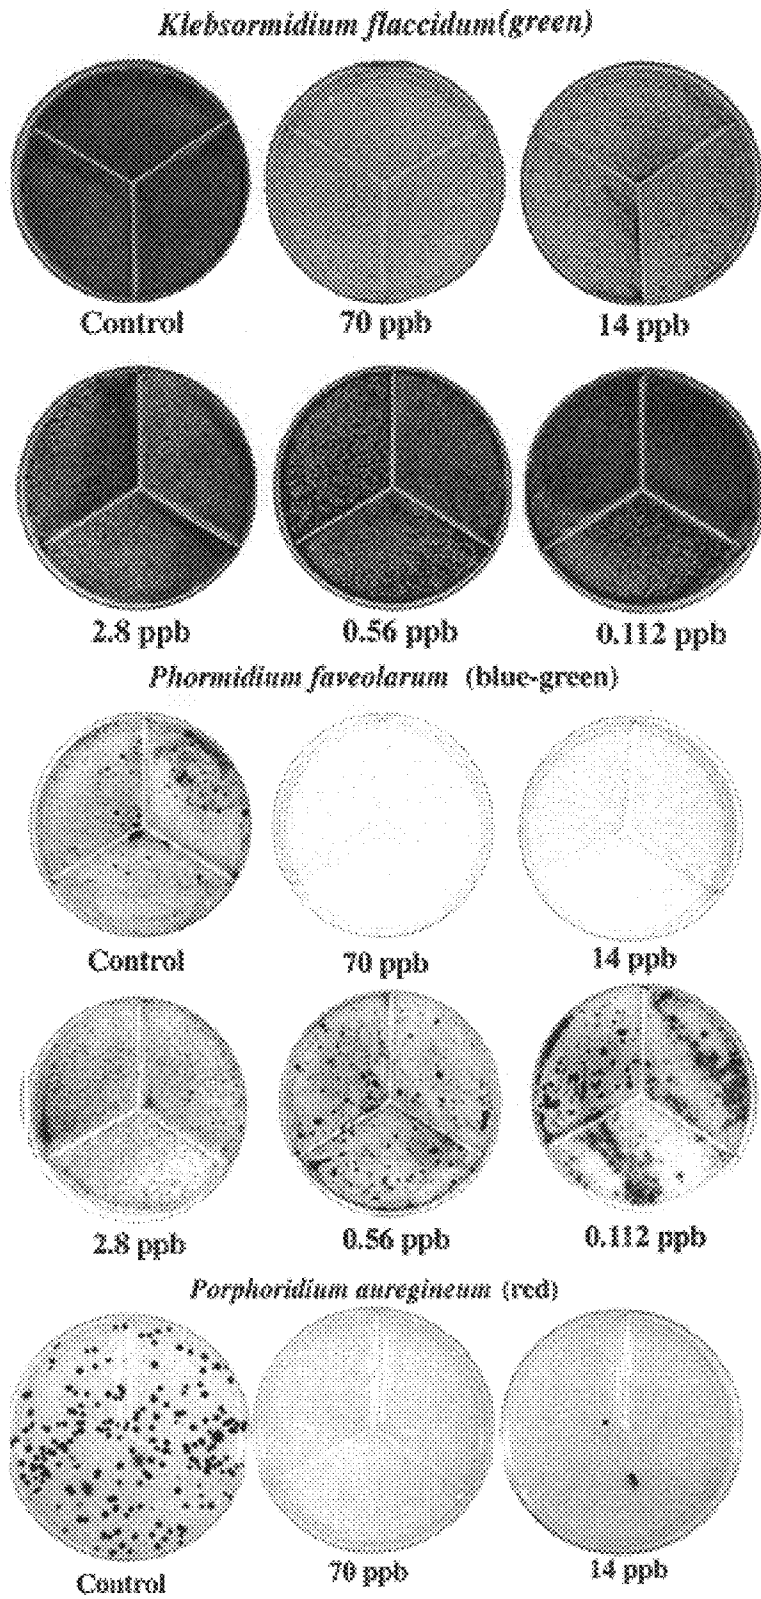 Klebsormidium flaccidum(green)
Control 70 ppb 14 ppb
2.8 ppb 0.56 ppb 0.112 ppb
Phormidium faveolarum (blue-green)
Control 70 ppb 14 ppb
2.8 ppb 0.56 ppb 0.112 ppb
Porphoridium auregineum (red)
Control 70 ppb 14 ppb